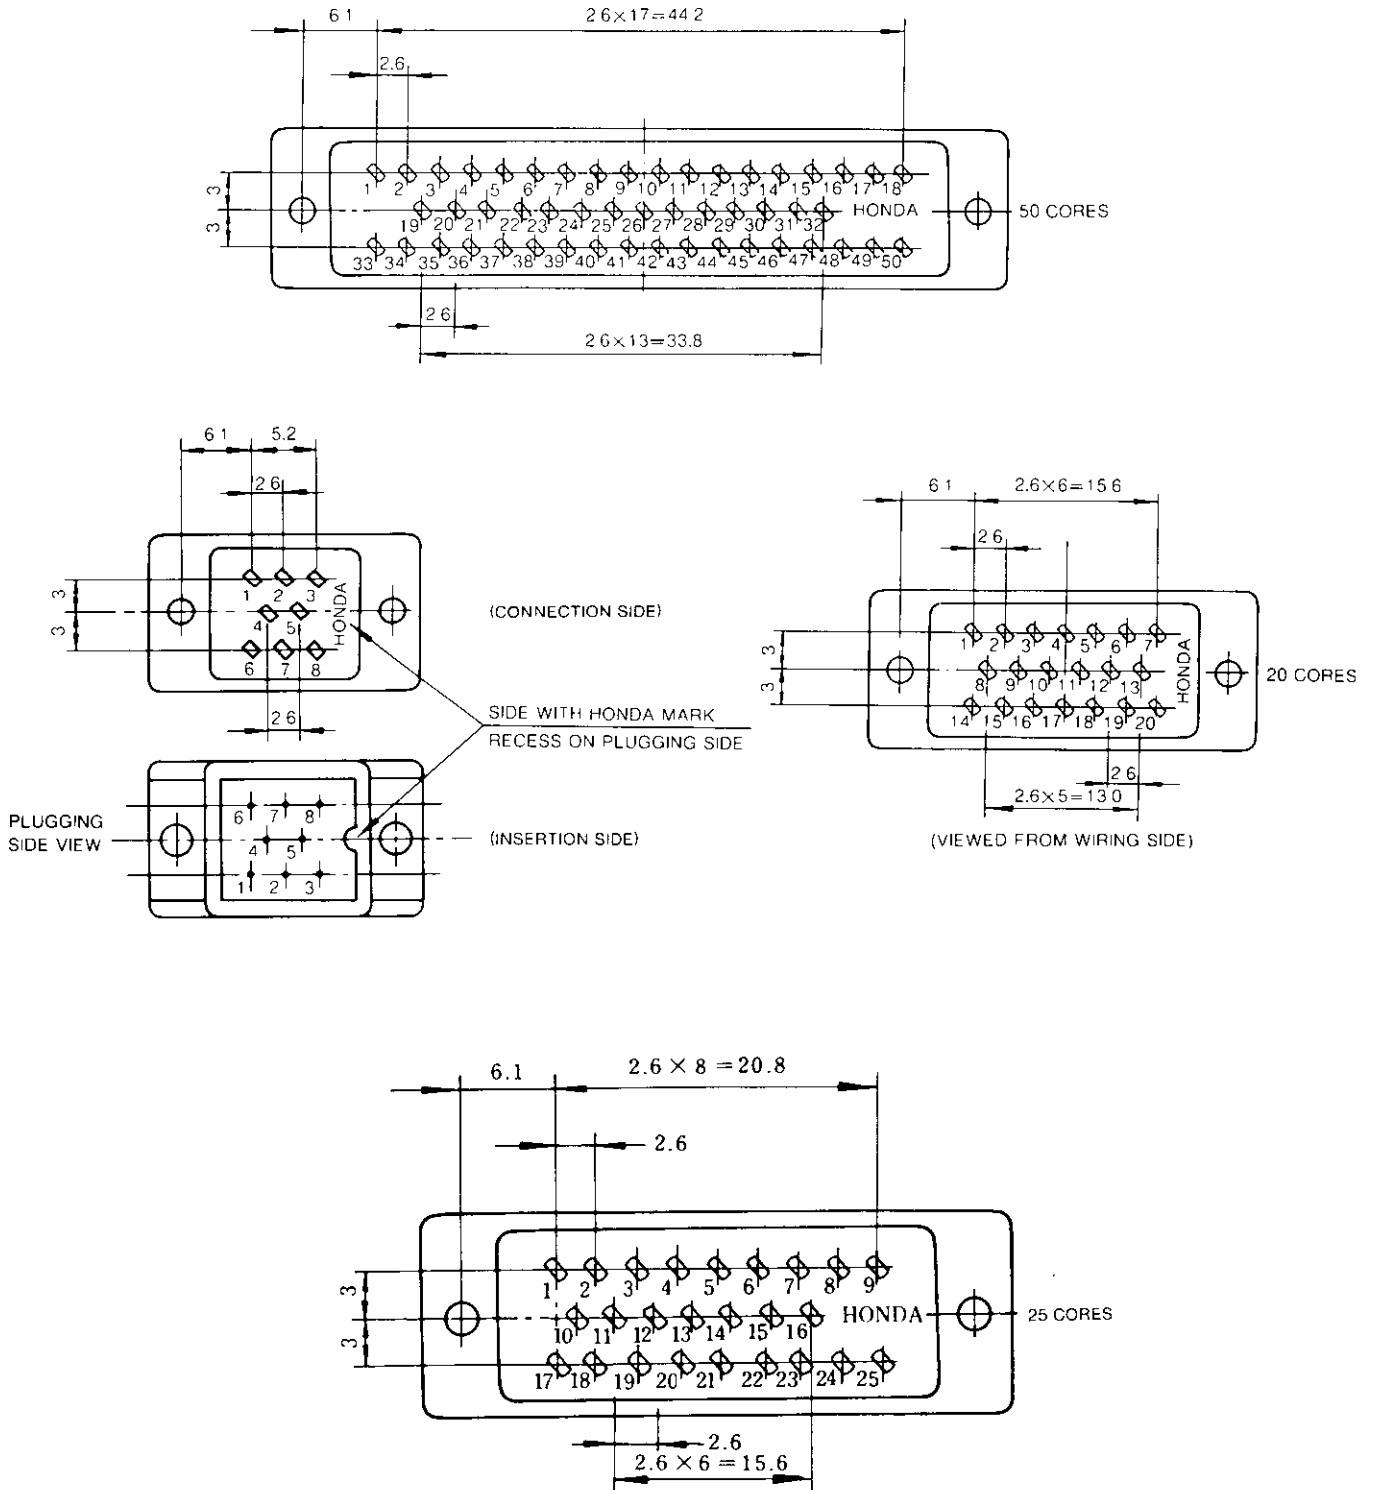 6 1
2 6×17=44 2
2.6
1 2 3 4 5 6 7 8 9 10 11 12 13 14 15 16 17 18
3
19 20 21 22 23 24 25 26 27 28 29 30 31 32 HONDA
50 CORES
3
33 34 35 36 37 38 39 40 41 42 43 44 45 46 47 48 49 50
2 6
2 6×13=33.8
6 1
5.2
2 6
1 2 3
3
4 5
HONDA
3
6 7 8
2 6
(CONNECTION SIDE)
SIDE WITH HONDA MARK
RECESS ON PLUGGING SIDE
PLUGGING
SIDE VIEW
6 7 8
4 5
1 2 3
(INSERTION SIDE)
6 1
2.6×6=15 6
2 6
1 2 3 4 5 6 7
3
8 9 10 11 12 13
HONDA
20 CORES
3
14 15 16 17 18 19 20
2 6
2.6×5=13 0
(VIEWED FROM WIRING SIDE)
6.1
2.6 × 8 =20.8
2.6
1 2 3 4 5 6 7 8 9
3
10 11 12 13 14 15 16 HONDA
25 CORES
3
17 18 19 20 21 22 23 24 25
2.6
2.6 × 6 =15.6